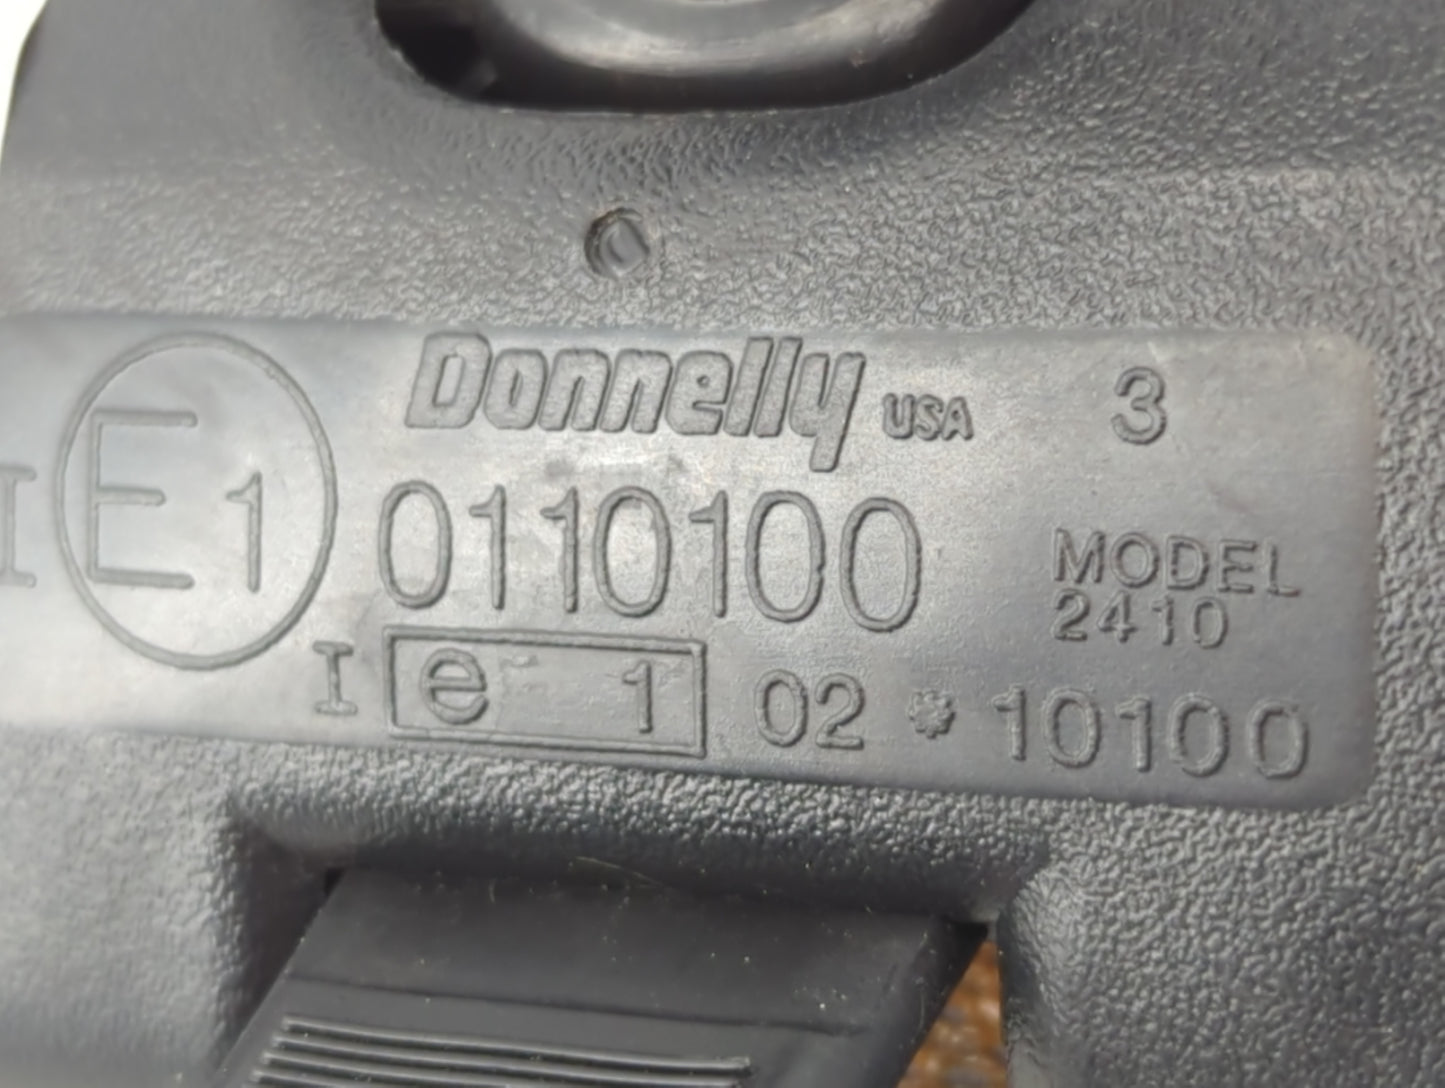 Donnelly USA 3
I E1 0110100
MODEL
2410
I e 1 02 * 10100